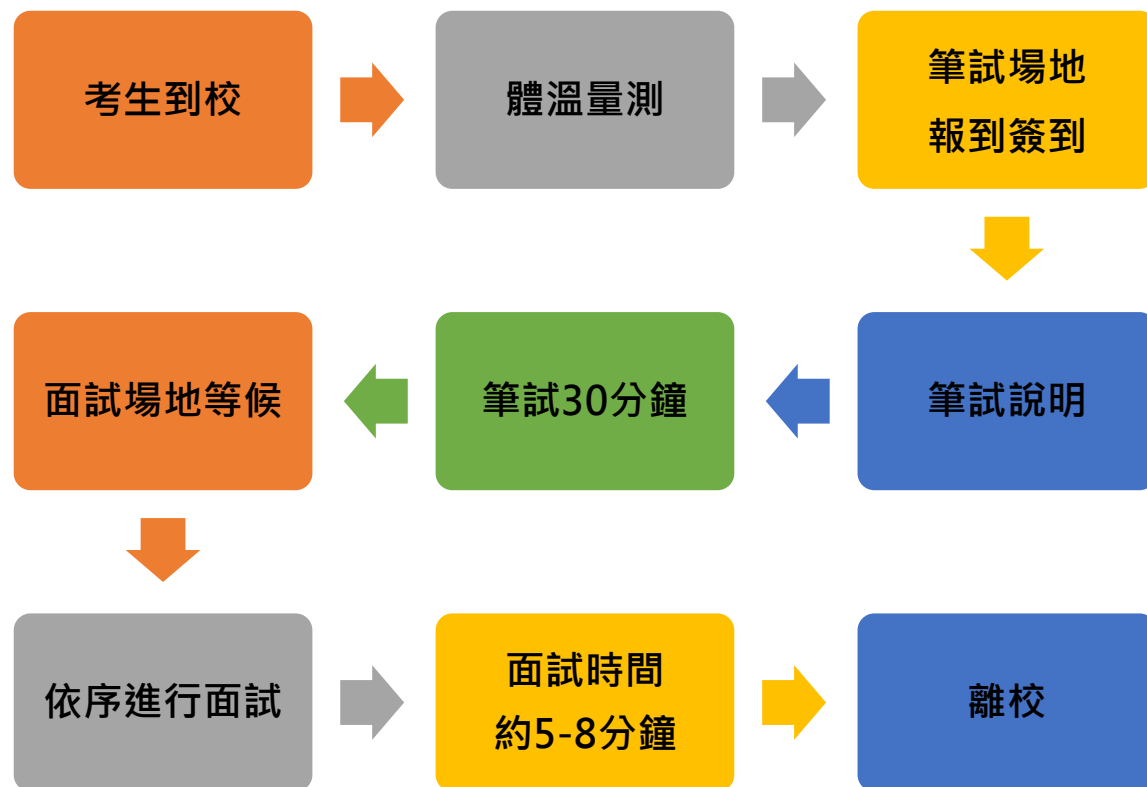 考生到校
體溫量測
筆試場地
報到簽到
筆試說明
筆試30分鐘
面試場地等候
依序進行面試
面試時間
約5-8分鐘
離校